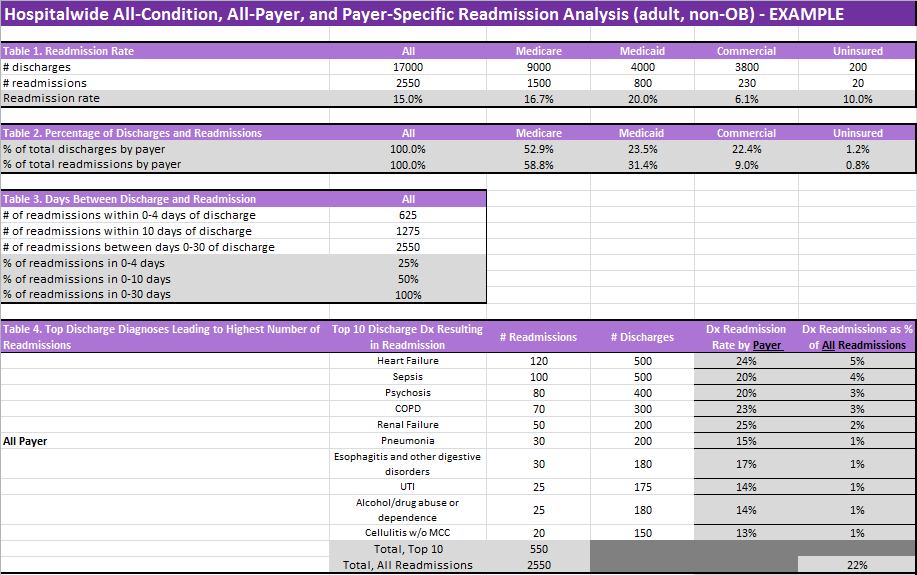 Hospitalwide All-Condition, All-Payer, and Payer-Specific Readmission Analysis (adult, non-OB) - EXAMPLE
Table 1. Readmission Rate All Medicare Medicaid Commercial Uninsured
# discharges 17000 9000 4000 3800 200
# readmissions 2550 1500 800 230 20
Readmission rate 15.0% 16.7% 20.0% 6.1% 10.0%
Table 2. Percentage of Discharges and Readmissions All Medicare Medicaid Commercial Uninsured
% of total discharges by payer 100.0% 52.9% 23.5% 22.4% 1.2%
% of total readmissions by payer 100.0% 58.8% 31.4% 9.0% 0.8%
Table 3. Days Between Discharge and Readmission All
# of readmissions within 0-4 days of discharge 625
# of readmissions within 10 days of discharge 1275
# of readmissions between days 0-30 of discharge 2550
% of readmissions in 0-4 days 25%
% of readmissions in 0-10 days 50%
% of readmissions in 0-30 days 100%
Table 4. Top Discharge Diagnoses Leading to Highest Number of Top 10 Discharge Dx Resulting # Readmissions # Discharges Dx Readmission Dx Readmissions as %
Readmissions in Readmission Rate by Payer of All Readmissions
Heart Failure 120 500 24% 5%
Sepsis 100 500 20% 4%
Psychosis 80 400 20% 3%
COPD 70 300 23% 3%
Renal Failure 50 200 25% 2%
All Payer Pneumonia 30 200 15% 1%
Esophagitis and other digestive
disorders 30 180 17% 1%
UTI 25 175 14% 1%
Alcohol/drug abuse or
dependence 25 180 14% 1%
Cellulitis w/o MCC 20 150 13% 1%
Total, Top 10 550
Total, All Readmissions 2550 22%